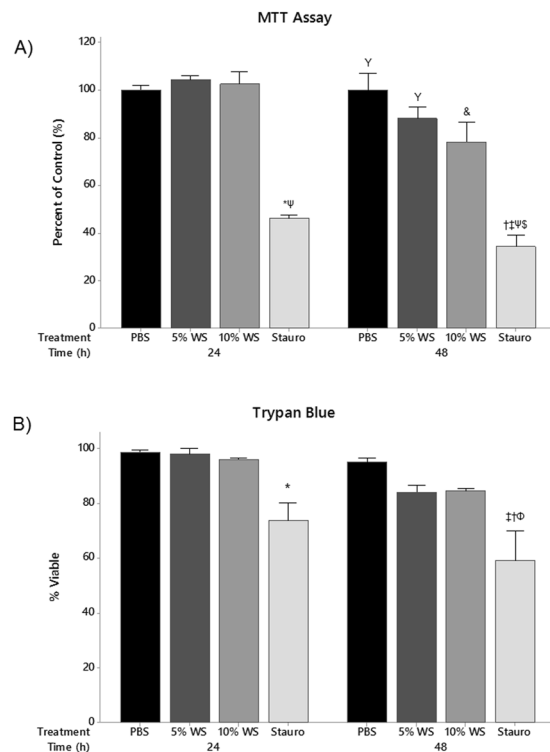 MTT Assay
A)
120
100
80
60
40
20
0
Percent of Control (%)
Υ
Υ
&
*Ψ
†‡Ψ$
Treatment PBS 5% WS 10% WS Stauro PBS 5% WS 10% WS Stauro
Time (h) 24 48
Trypan Blue
B)
100
80
60
40
20
0
% Viable
*
‡†Φ
Treatment PBS 5% WS 10% WS Stauro PBS 5% WS 10% WS Stauro
Time (h) 24 48